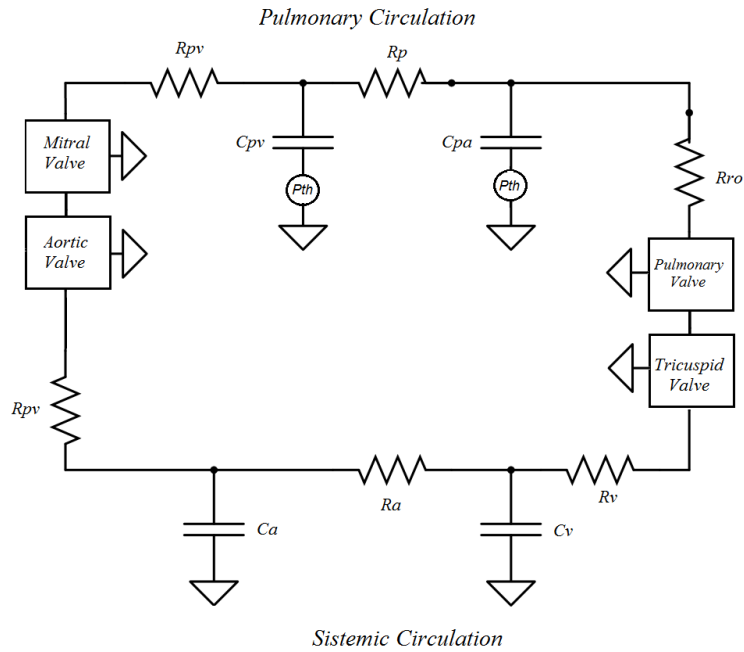 Pulmonary Circulation
Rpv
Rp
Mitral
Valve
Cpv
Cpa
Pth
Pth
Rro
Aortic
Valve
Pulmonary
Valve
Tricuspid
Valve
Rpv
Ra
Rv
Ca
Cv
Sistemic Circulation